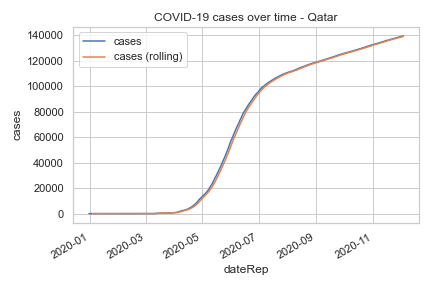 COVID-19 cases over time - Qatar
cases
cases (rolling)
140000
120000
100000
80000
60000
40000
20000
0
cases
2020-01
2020-03
2020-05
2020-07
2020-09
2020-11
dateRep